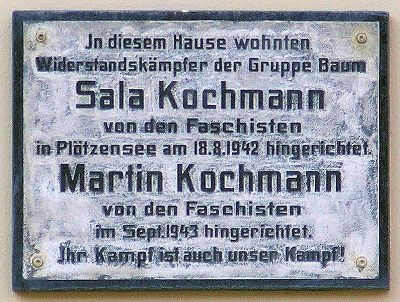 Jn diesem Hause wohnten
Widerstandskämpfer der Gruppe Baum
Sala Kochmann
von den Faschisten
in Plötzensee am 18.8.1942 hingerichtet.
Martin Kochmann
von den Faschisten
im Sept.1943 hingerichtet.
Ihr Kampf ist auch unser Kampf!